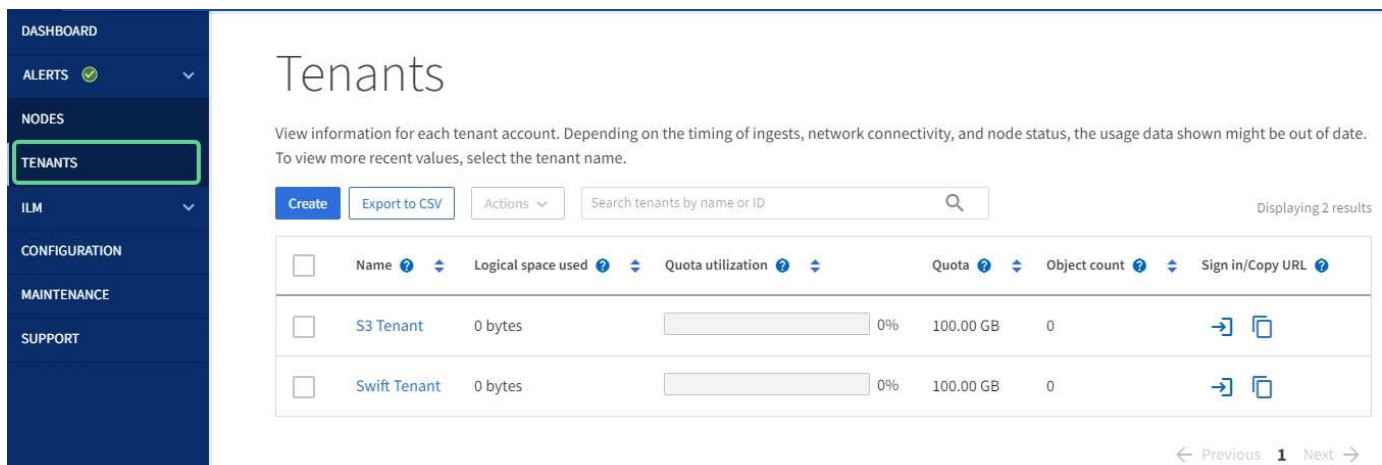 DASHBOARD
ALERTS
NODES
TENANTS
ILM
CONFIGURATION
MAINTENANCE
SUPPORT
Tenants
View information for each tenant account. Depending on the timing of ingests, network connectivity, and node status, the usage data shown might be out of date.
To view more recent values, select the tenant name.
Create Export to CSV Actions Search tenants by name or ID Displaying 2 results
Name Logical space used Quota utilization Quota Object count Sign in/Copy URL
S3 Tenant 0 bytes 0% 100.00 GB 0
Swift Tenant 0 bytes 0% 100.00 GB 0
← Previous 1 Next →